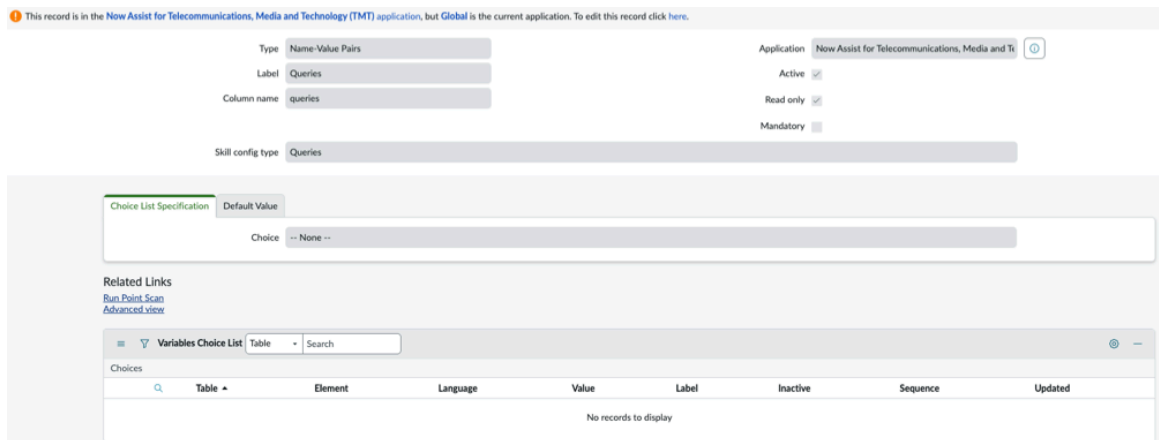 This record is in the Now Assist for Telecommunications, Media and Technology (TMT) application, but Global is the current application. To edit this record click here.
Type Name-Value Pairs
Application Now Assist for Telecommunications, Media and Te
Label Queries
Active
Column name queries
Read only
Mandatory
Skill config type Queries
Choice List Specification Default Value
Choice -- None --
Related Links
Run Point Scan
Advanced view
Variables Choice List Table Search
Choices
Table Element Language Value Label Inactive Sequence Updated
No records to display